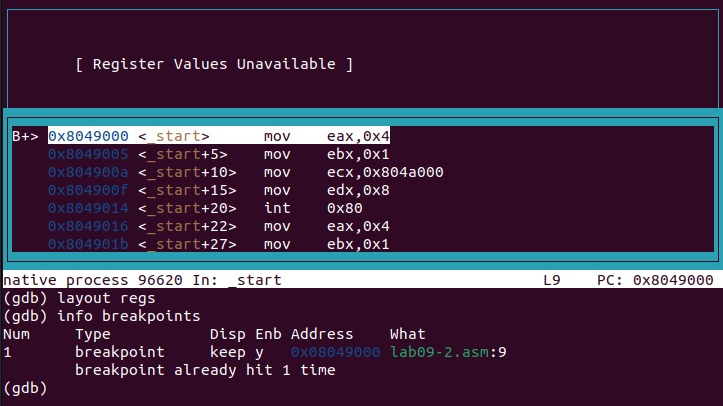 [ Register Values Unavailable ]
B+> 0x8049000 <_start>      mov    eax,0x4
0x8049005 <_start+5>    mov    ebx,0x1
0x804900a <_start+10>   mov    ecx,0x804a000
0x804900f <_start+15>   mov    edx,0x8
0x8049014 <_start+20>   int    0x80
0x8049016 <_start+22>   mov    eax,0x4
0x804901b <_start+27>   mov    ebx,0x1
native process 96620 In: _start                             L9    PC: 0x8049000
(gdb) layout regs
(gdb) info breakpoints
Num     Type           Disp Enb Address    What
1       breakpoint     keep y   0x08049000 lab09-2.asm:9
breakpoint already hit 1 time
(gdb)